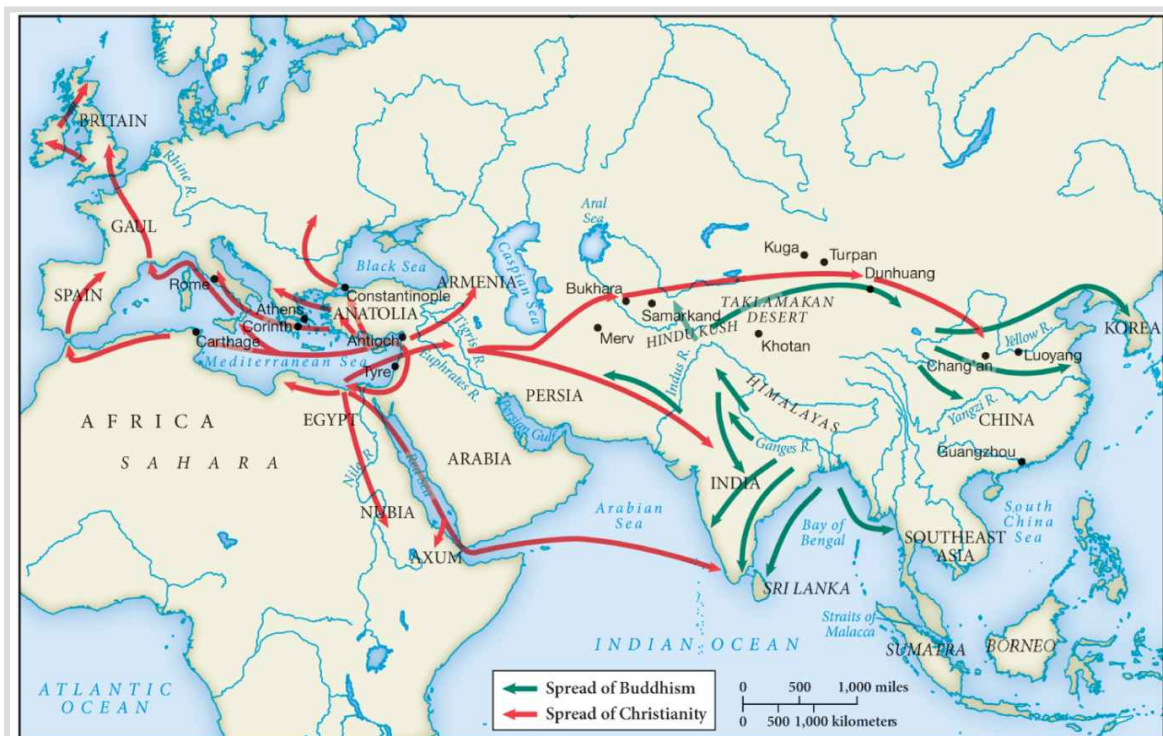 BRITAIN
Rhine R.
GAUL
SPAIN
Rome
Athens
Corinth
Carthage
Mediterranean Sea
Black Sea
Constantinople
ANATOLIA
Antioch
Tyre
ARMENIA
Caspian Sea
Tigris R.
Euphrates R.
Aral
Sea
Bukhara
Samarkand
Merv
HINDU KUSH
Kuga
Turpan
Dunhuang
TAKLAMAKAN
DESERT
Khotan
KOREA
Yellow R.
Chang'an
Luoyang
Yangzi R.
CHINA
Guangzhou
PERSIA
Persian Gulf
Indus R.
HIMALAYAS
Ganges R.
INDIA
AFRICA
SAHARA
EGYPT
Nile R.
Red Sea
ARABIA
NUBIA
AXUM
Arabian
Sea
Bay of
Bengal
SOUTHEAST
ASIA
South
China
Sea
SRI LANKA
Straits of
Malacca
SUMATRA
BORNEO
INDIAN OCEAN
ATLANTIC
OCEAN
Spread of Buddhism
Spread of Christianity
0 500 1,000 miles
0 500 1,000 kilometers